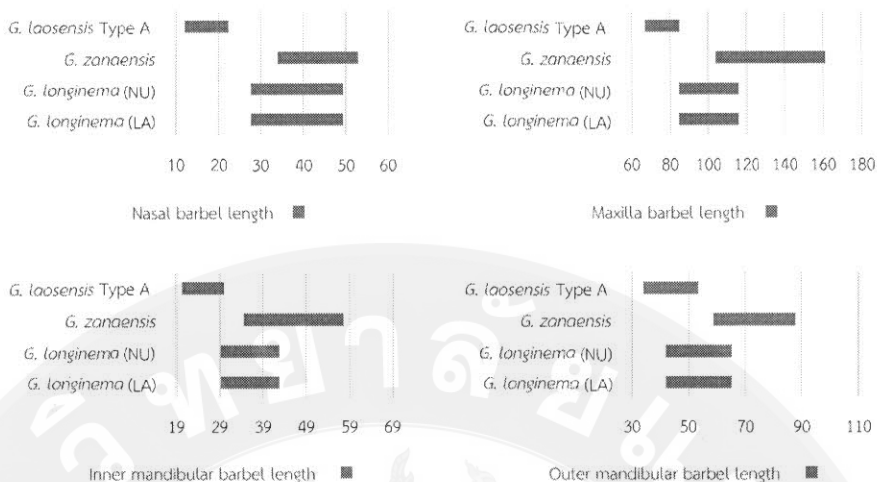 G. laosensis Type A
G. zanaensis
G. longinema (NU)
G. longinema (LA)
10 20 30 40 50 60
Nasal barbel length
G. laosensis Type A
G. zanaensis
G. longinema (NU)
G. longinema (LA)
60 80 100 120 140 160 180
Maxilla barbel length
G. laosensis Type A
G. zanaensis
G. longinema (NU)
G. longinema (LA)
19 29 39 49 59 69
Inner mandibular barbel length
G. laosensis Type A
G. zanaensis
G. longinema (NU)
G. longinema (LA)
30 50 70 90 110
Outer mandibular barbel length